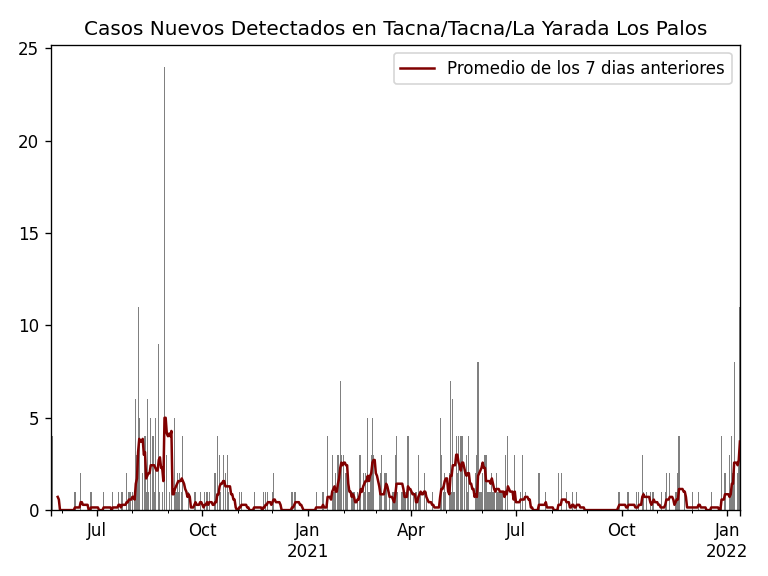 Casos Nuevos Detectados en Tacna/Tacna/La Yarada Los Palos
Promedio de los 7 dias anteriores
25
20
15
10
5
0
Jul Oct Jan Apr Jul Oct Jan
2021 2022